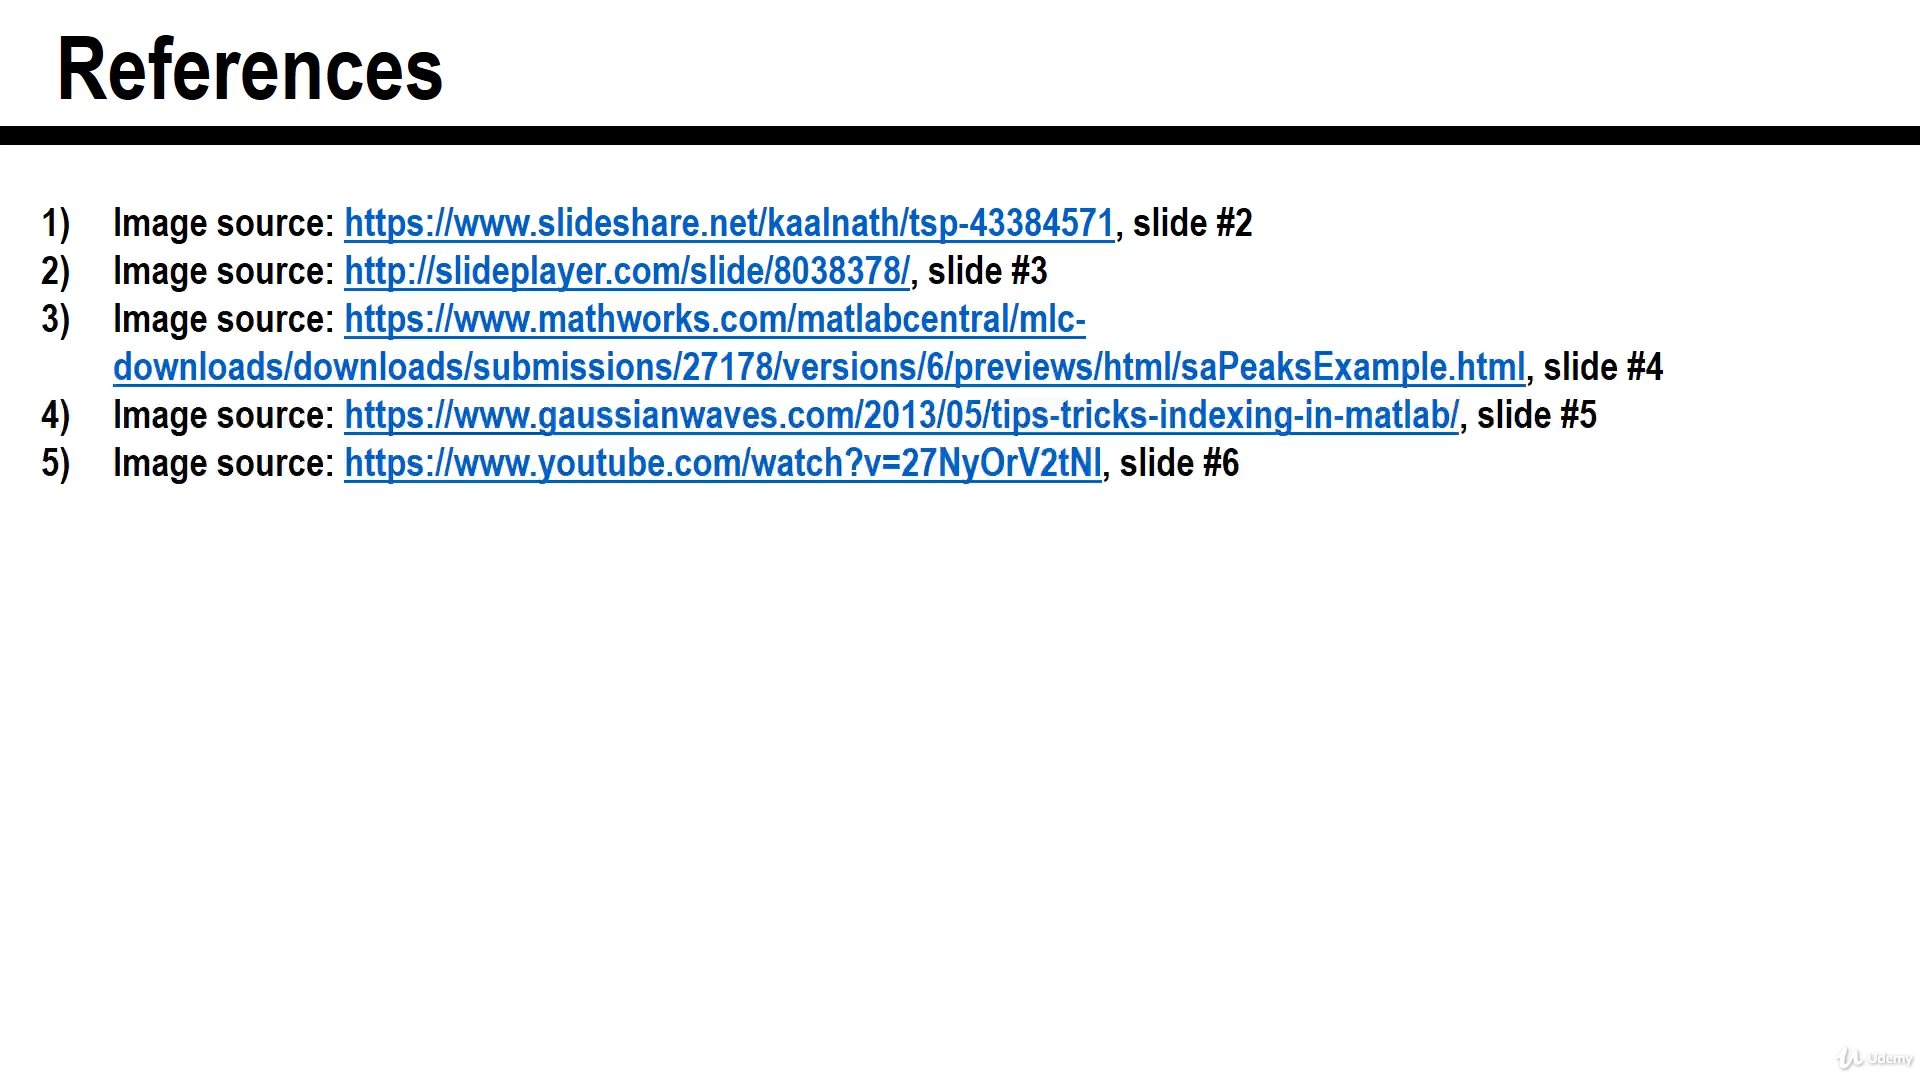 References
1) Image source: https://www.slideshare.net/kaalnath/tsp-43384571, slide #2
2) Image source: http://slideplayer.com/slide/8038378/, slide #3
3) Image source: https://www.mathworks.com/matlabcentral/mlc-
downloads/downloads/submissions/27178/versions/6/previews/html/saPeaksExample.html, slide #4
4) Image source: https://www.gaussianwaves.com/2013/05/tips-tricks-indexing-in-matlab/, slide #5
5) Image source: https://www.youtube.com/watch?v=27NyOrV2tNI, slide #6
Udemy